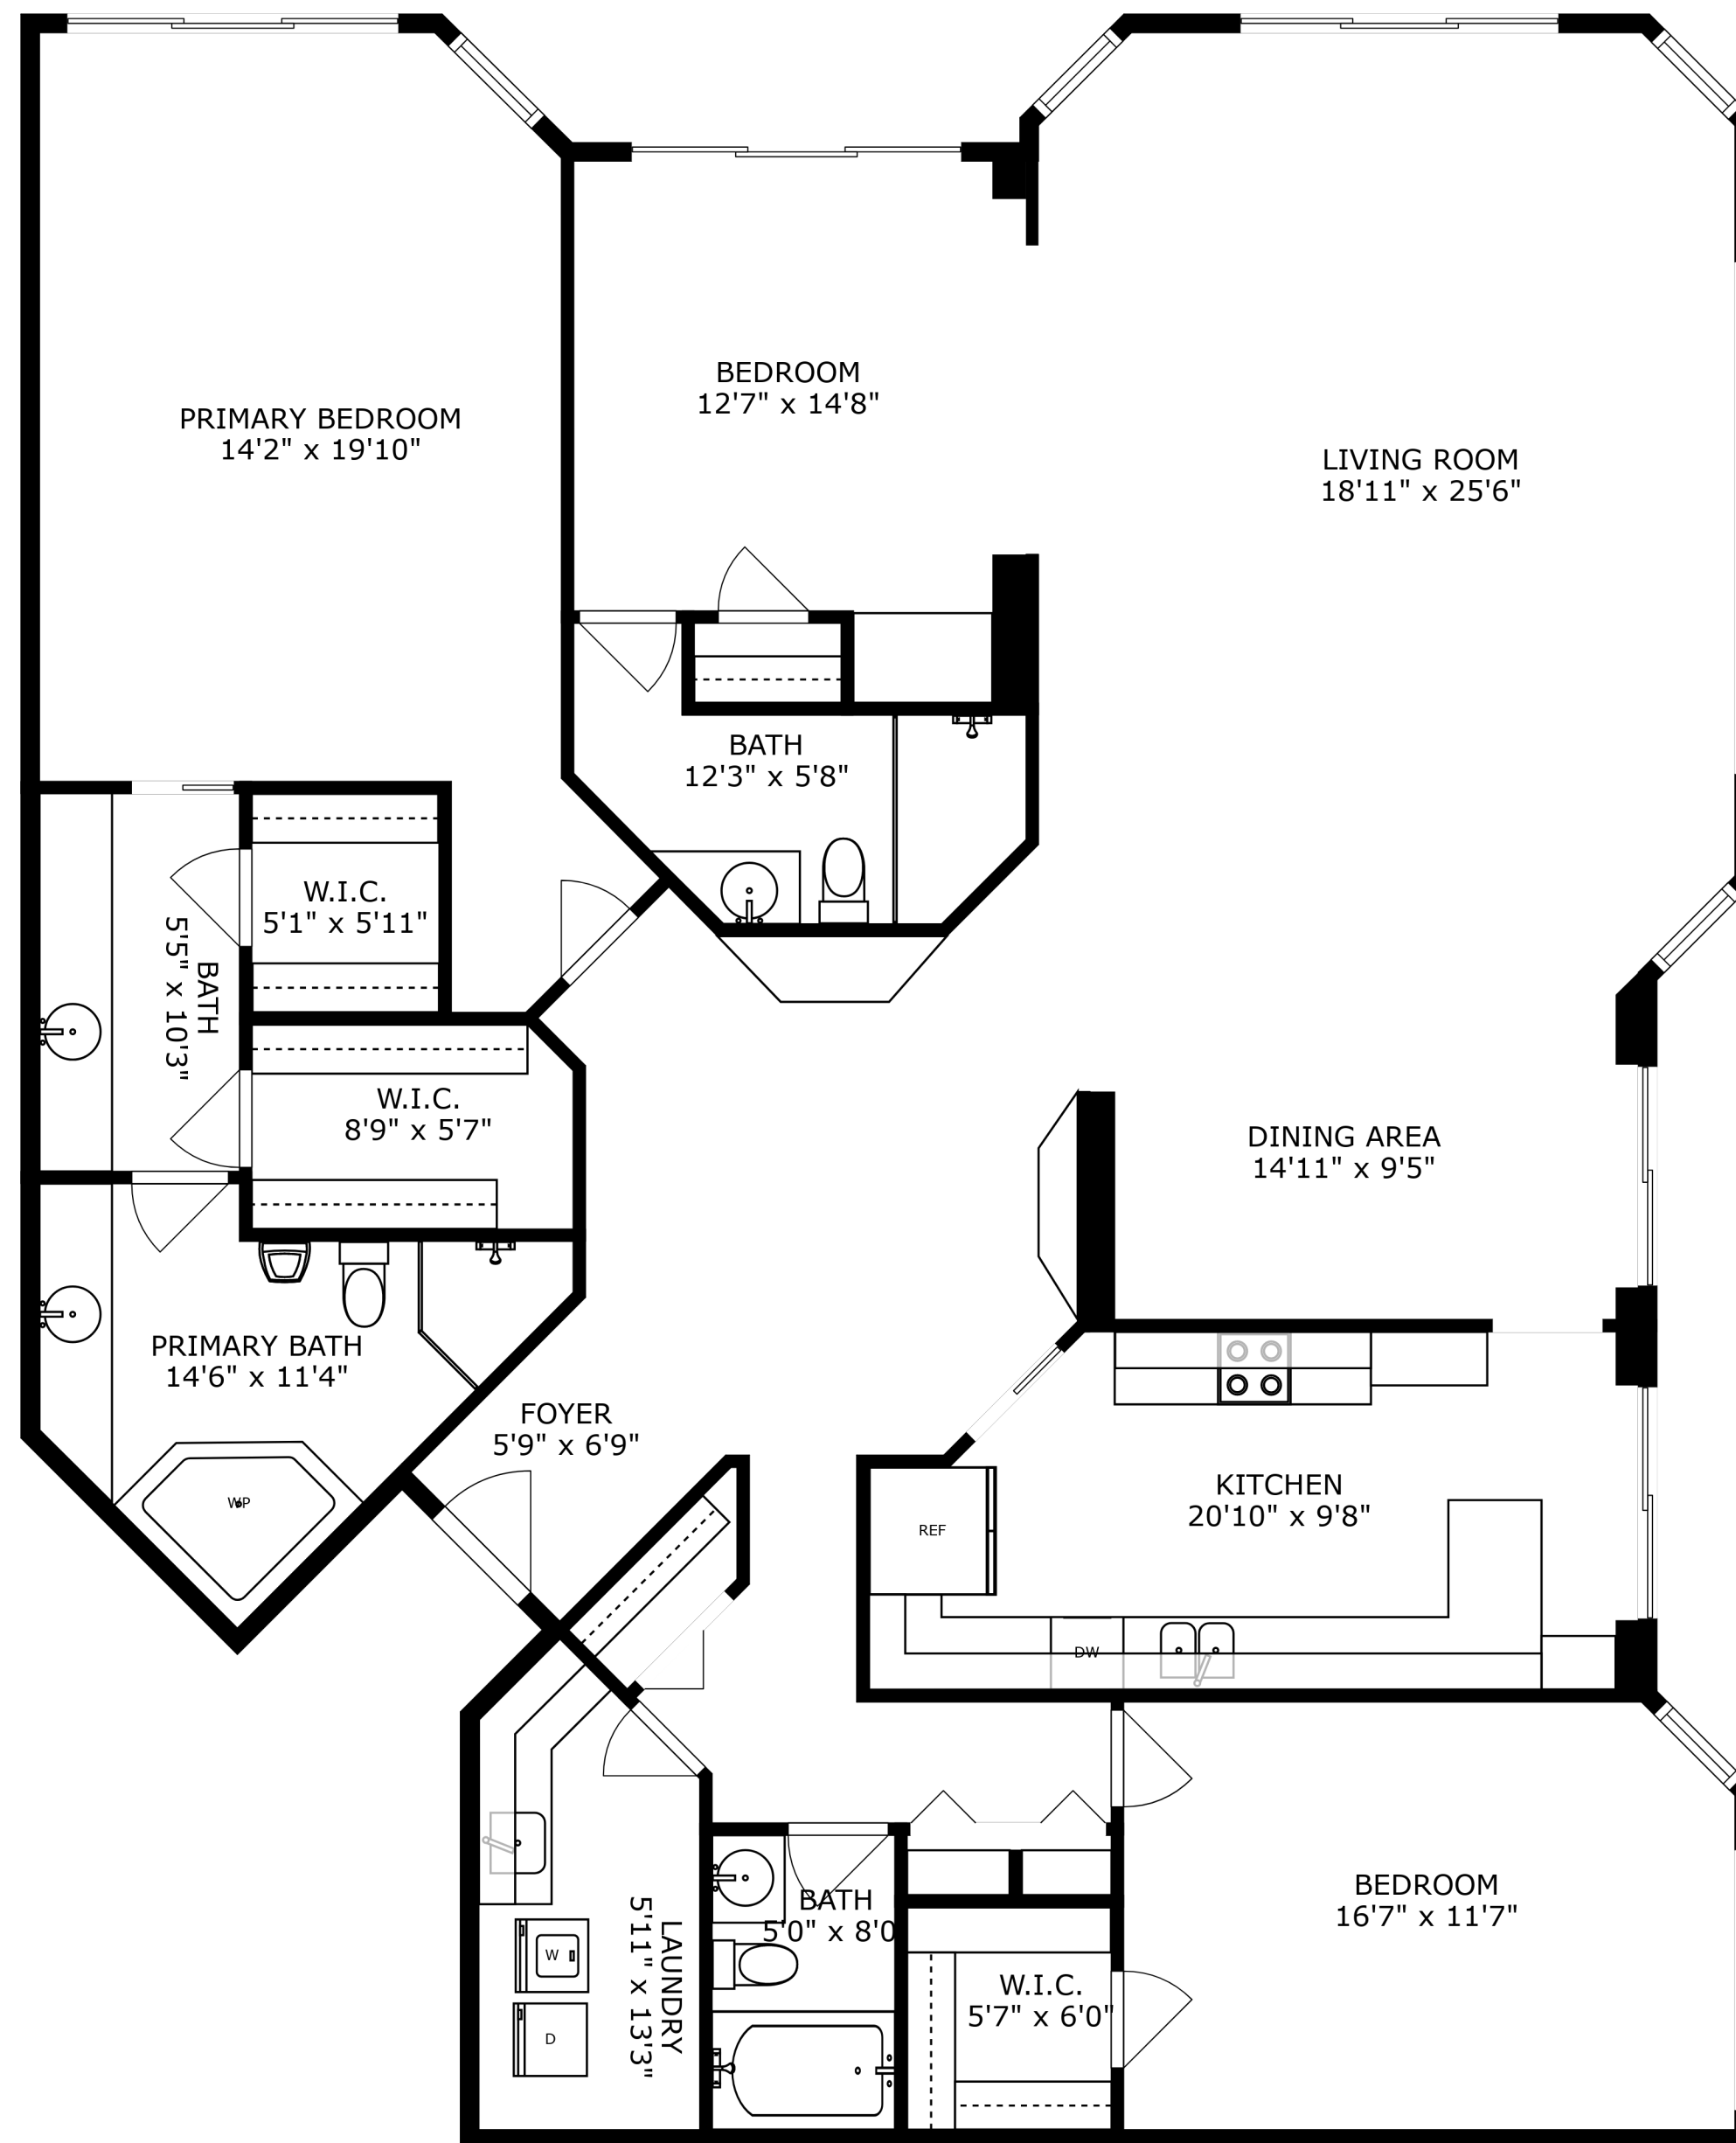 BEDROOM
12'7" x 14'8"
PRIMARY BEDROOM
14'2" x 19'10"
LIVING ROOM
18'11" x 25'6"
BATH
12'3" x 5'8"
W.I.C.
5'1" x 5'11"
BATH
5'5" x 10'3"
W.I.C.
8'9" x 5'7"
DINING AREA
14'11" x 9'5"
PRIMARY BATH
14'6" x 11'4"
FOYER
5'9" x 6'9"
WP
KITCHEN
20'10" x 9'8"
REF
DW
BEDROOM
16'7" x 11'7"
BATH
5'0" x 8'0
LAUNDRY
5'11" x 13'3"
W
D
W.I.C.
5'7" x 6'0"